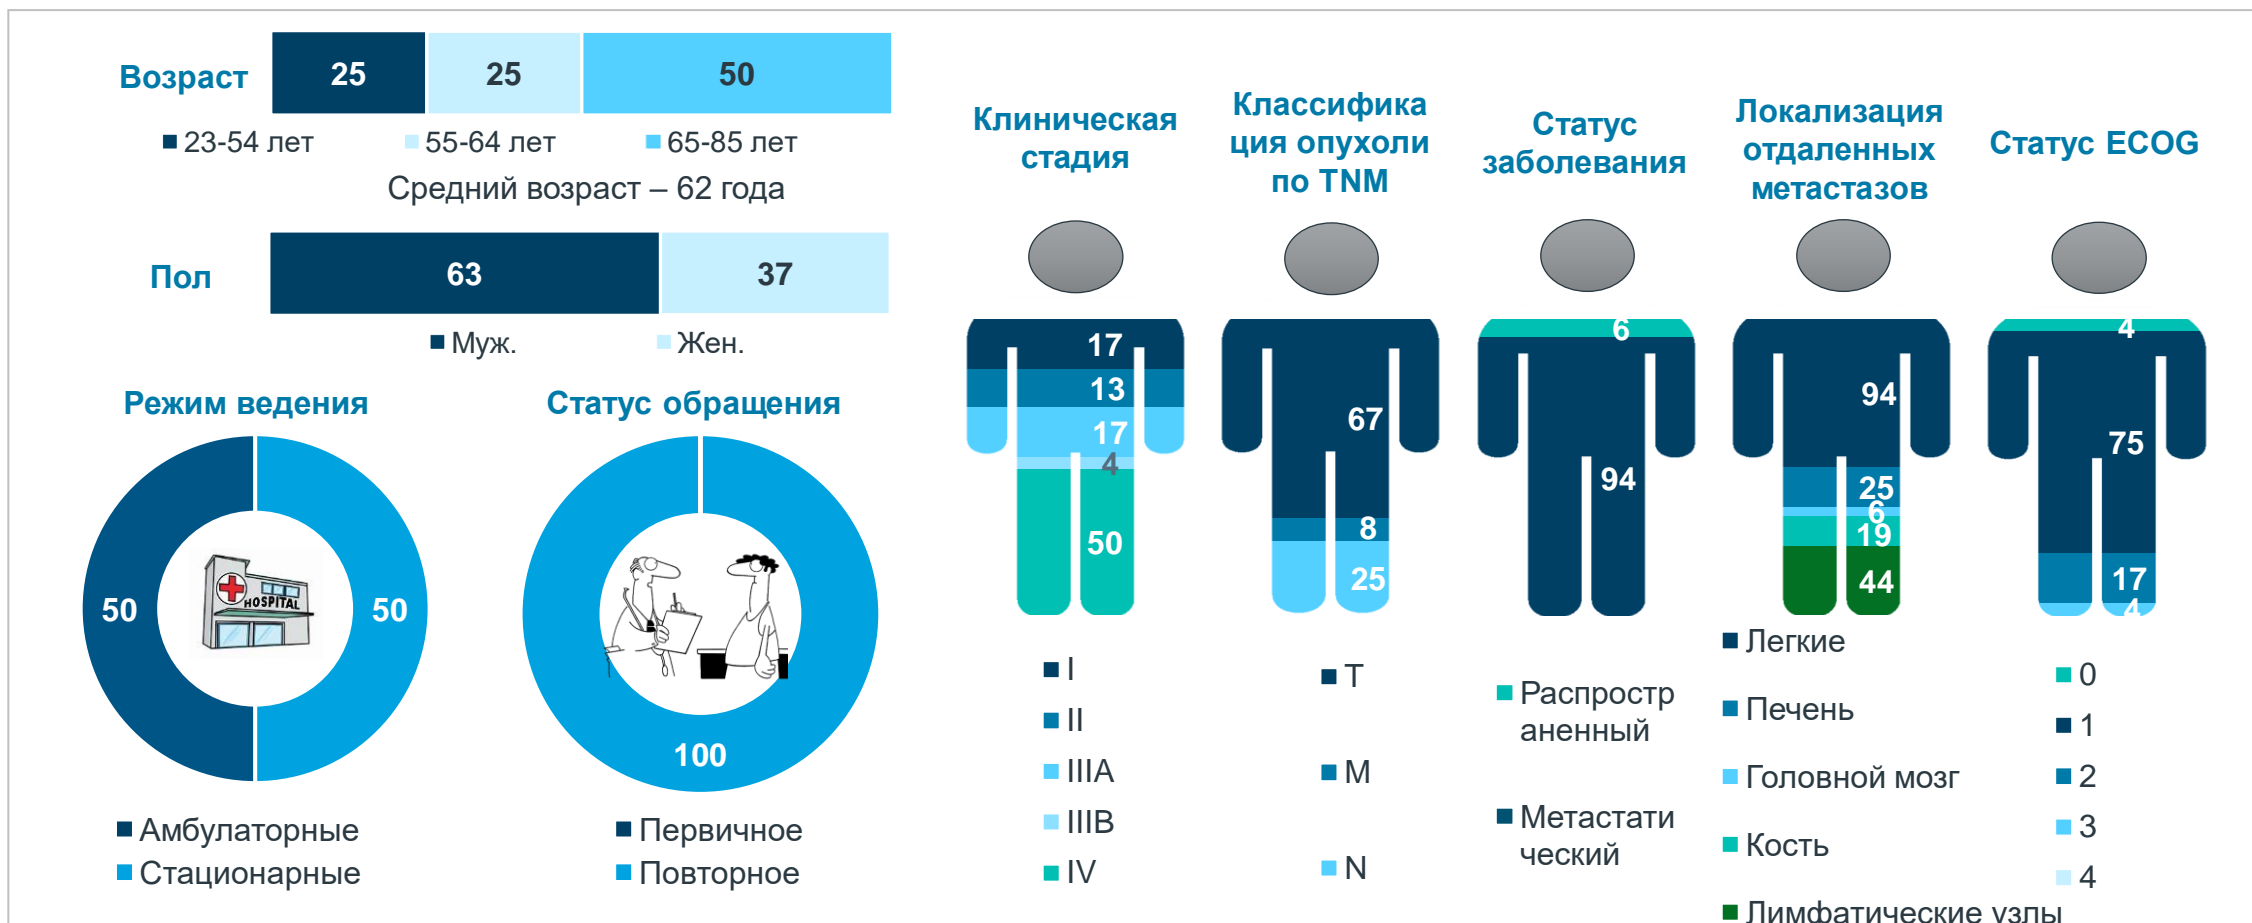 Возраст
25
25
50
23-54 лет
55-64 лет
65-85 лет
Средний возраст – 62 года
Пол
63
37
Муж.
Жен.
Режим ведения
50
50
HOSPITAL
Амбулаторные
Стационарные
Статус обращения
100
Первичное
Повторное
Клиническая
стадия
17
13
17
4
50
I
II
IIIA
IIIB
IV
Классифика
ция опухоли
по TNM
67
8
25
T
M
N
Статус
заболевания
6
94
Распростр
аненный
Метастати
ческий
Локализация
отдаленных
метастазов
94
25
6
19
44
Легкие
Печень
Головной мозг
Кость
Лимфатические узлы
Статус ECOG
4
75
17
4
0
1
2
3
4